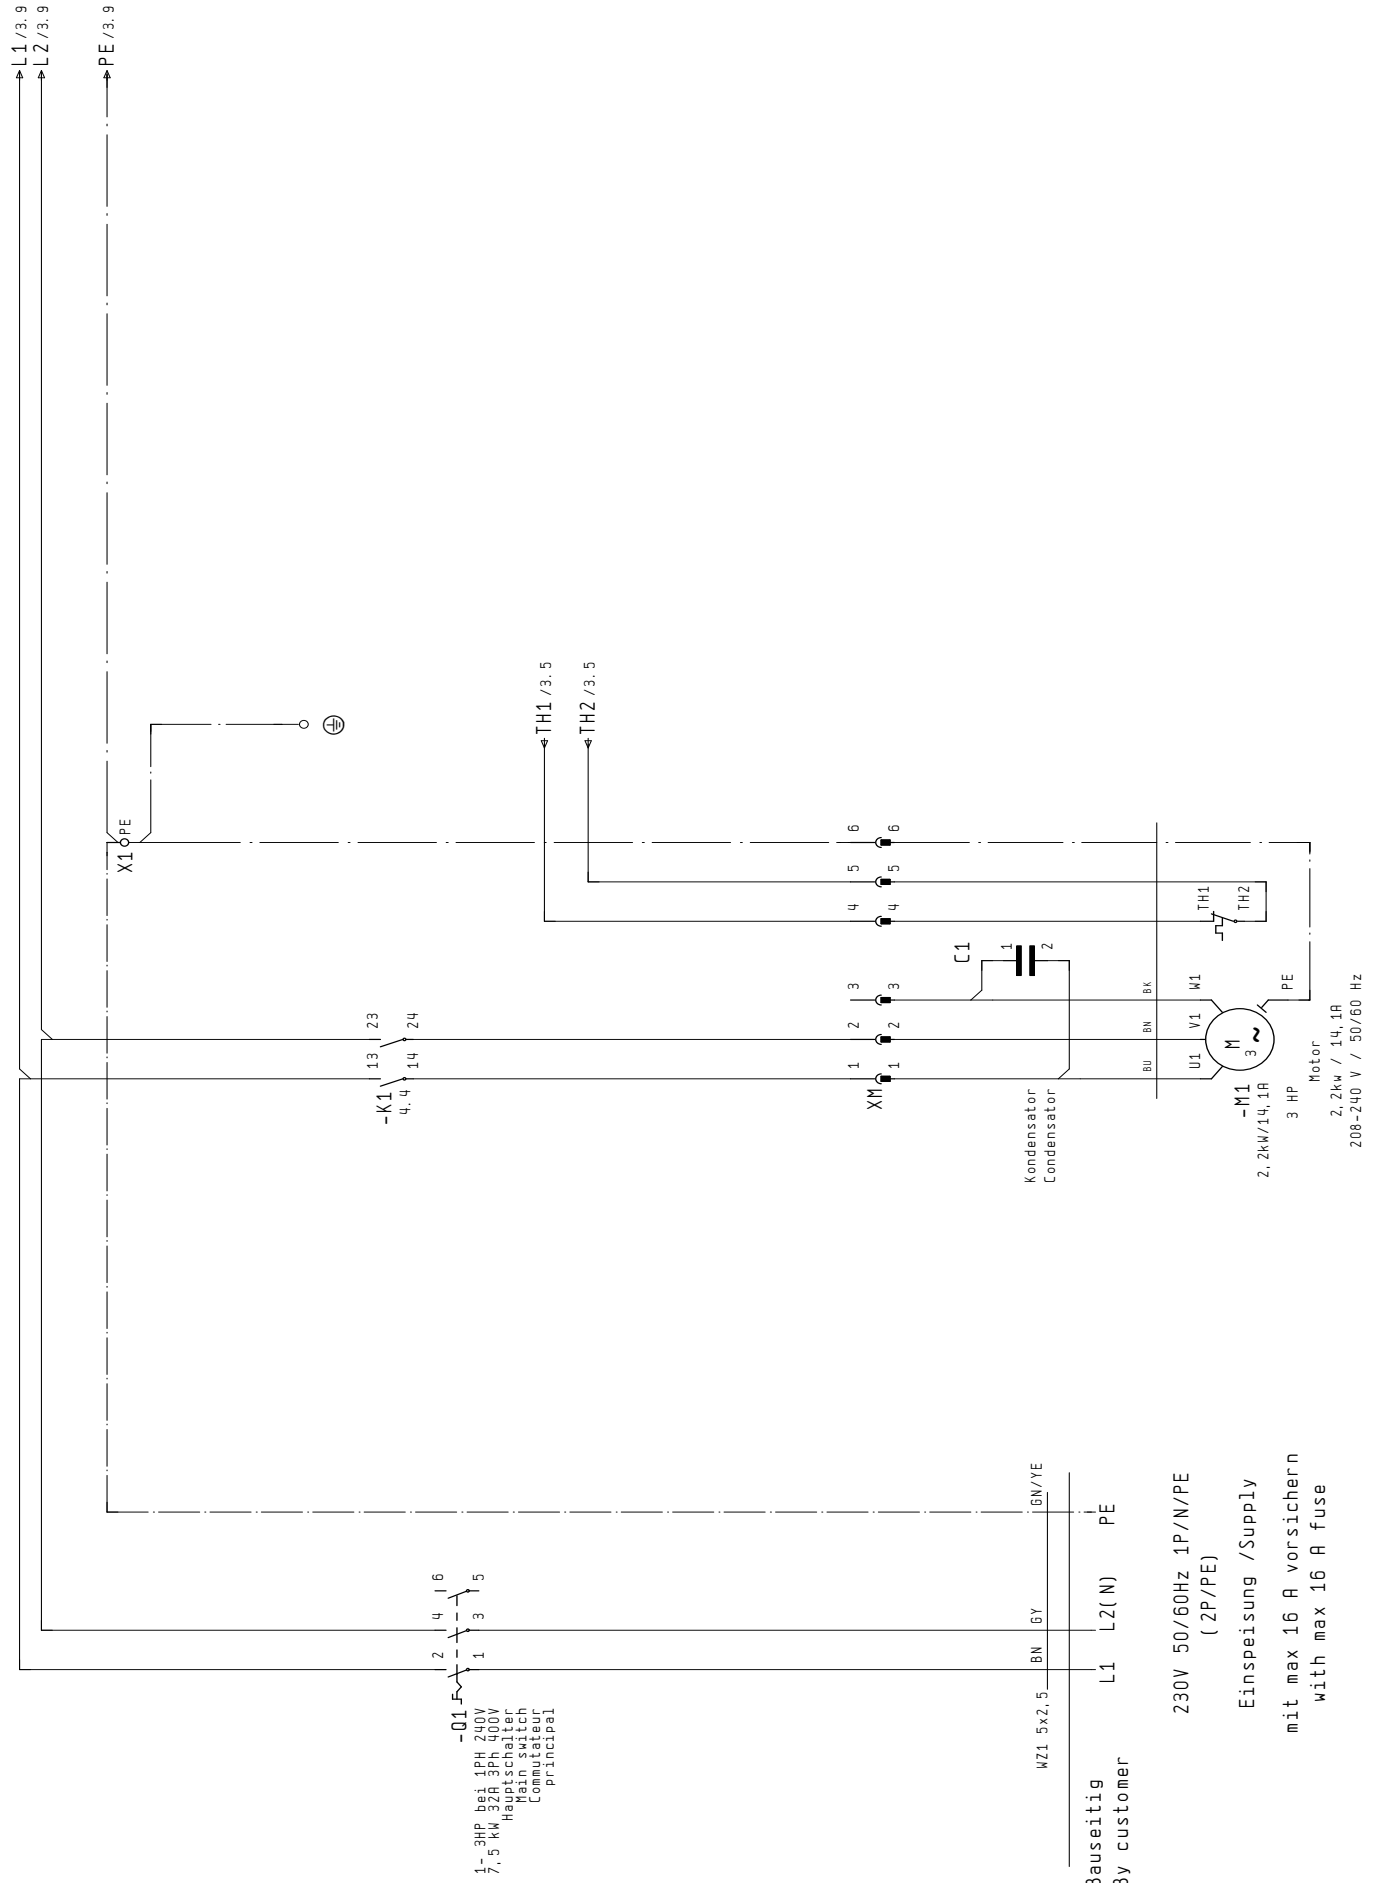 L1 /3.9
L2 /3.9
PE /3.9
X1 PE
TH1 /3.5
TH2 /3.5
-K1
4.4
13 14
23 24
XM
1 1
2 2
3 3
4 4
5 5
6 6
C1
1 2
Kondensator
Condensator
BU
BN
BK
U1
V1
W1
TH1
TH2
PE
M
3 ~
-M1
2,2kW/14,1A
3 HP
Motor
2,2kw / 14,1A
208-240 V / 50/60 Hz
-Q1
2 4 6
1 3 5
1- 3HP bei 1PH 240V
7,5 kW 32A 3Ph 400V
Hauptschalter
Main switch
Commutateur
principal
WZ1 5x2,5
BN GY GN/YE
L1 L2(N) PE
Bauseitig
By customer
230V 50/60Hz 1P/N/PE
(2P/PE)
Einspeisung /Supply
mit max 16 A vorsichern
with max 16 A fuse